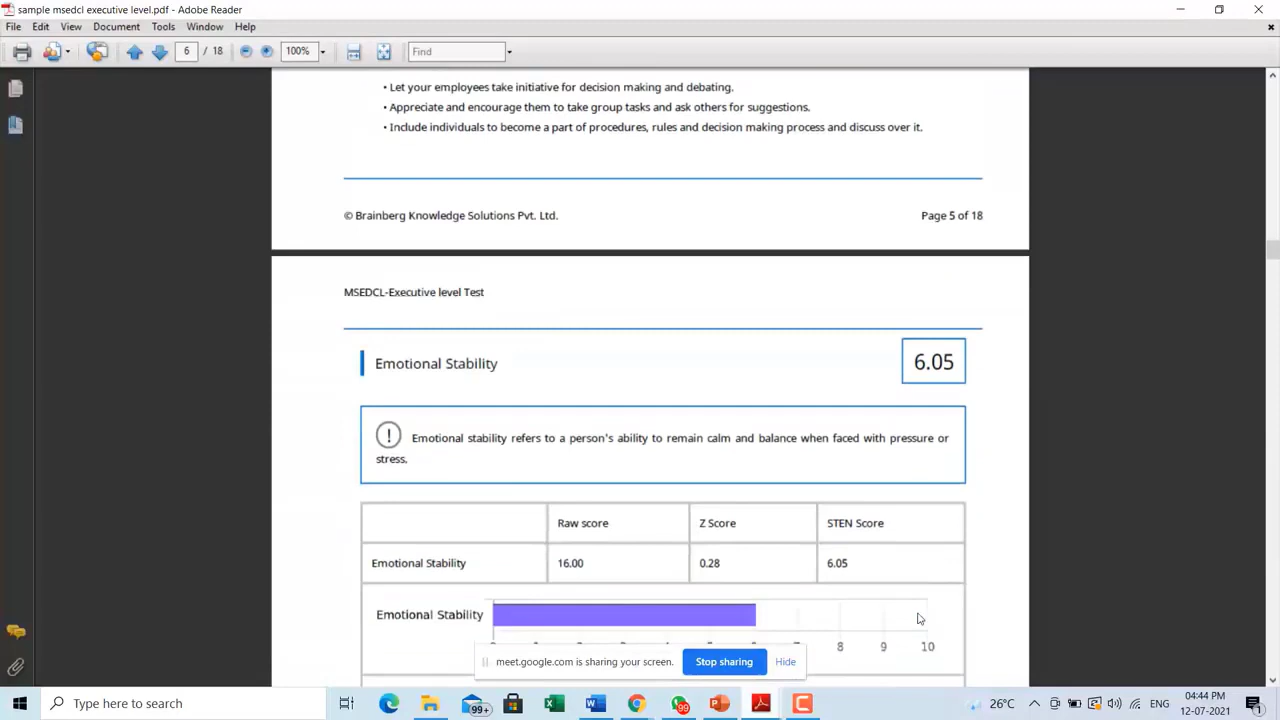 sample msedcl executive level.pdf - Adobe Reader
File Edit View Document Tools Window Help
6 / 18 100% Find
• Let your employees take initiative for decision making and debating.
• Appreciate and encourage them to take group tasks and ask others for suggestions.
• Include individuals to become a part of procedures, rules and decision making process and discuss over it.
© Brainberg Knowledge Solutions Pvt. Ltd. Page 5 of 18
MSEDCL-Executive level Test
Emotional Stability 6.05
! Emotional stability refers to a person's ability to remain calm and balance when faced with pressure or
stress.
Raw score Z Score STEN Score
Emotional Stability 16.00 0.28 6.05
Emotional Stability
8 9 10
meet.google.com is sharing your screen. Stop sharing Hide
Type here to search 99+ 99 26°C ENG 04:44 PM
12-07-2021 1